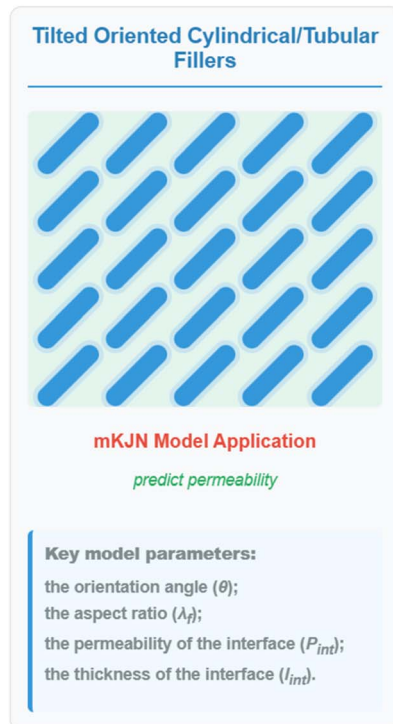 Tilted Oriented Cylindrical/Tubular
Fillers
mKJN Model Application
predict permeability
Key model parameters:
the orientation angle (θ);
the aspect ratio (λf);
the permeability of the interface (Pint);
the thickness of the interface (lint).